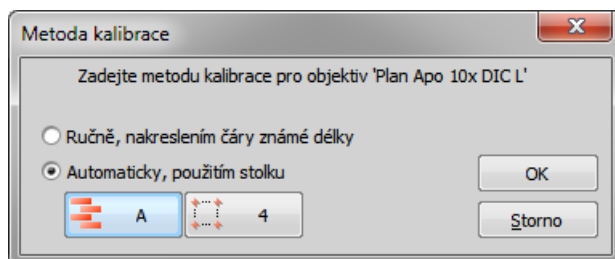 Metoda kalibrace
Zadejte metodu kalibrace pro objektiv 'Plan Apo 10x DIC L'
Ručně, nakreslením čáry známé délky
Automaticky, použitím stolku
OK
A 4
Storno